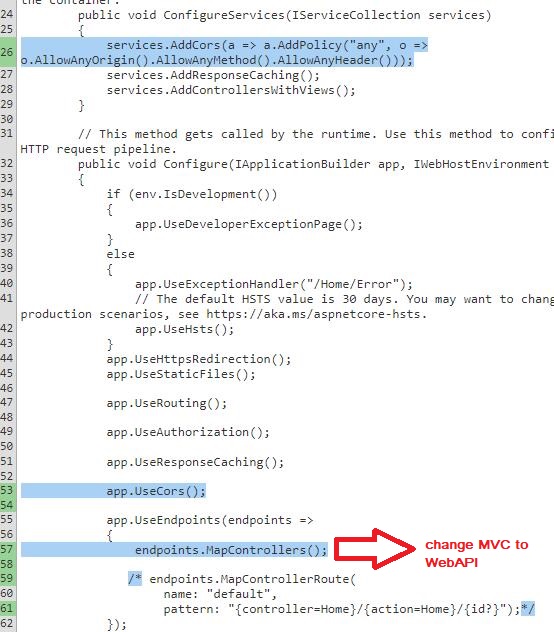 the container.
24 public void ConfigureServices(IServiceCollection services)
25 {
26 services.AddCors(a => a.AddPolicy("any", o =>
o.AllowAnyOrigin().AllowAnyMethod().AllowAnyHeader()));
27 services.AddResponseCaching();
28 services.AddControllersWithViews();
29 }
30
31 // This method gets called by the runtime. Use this method to confi
HTTP request pipeline.
32 public void Configure(IApplicationBuilder app, IWebHostEnvironment
33 {
34 if (env.IsDevelopment())
35 {
36 app.UseDeveloperExceptionPage();
37 }
38 else
39 {
40 app.UseExceptionHandler("/Home/Error");
41 // The default HSTS value is 30 days. You may want to chang
production scenarios, see https://aka.ms/aspnetcore-hsts.
42 app.UseHsts();
43 }
44 app.UseHttpsRedirection();
45 app.UseStaticFiles();
46
47 app.UseRouting();
48
49 app.UseAuthorization();
50
51 app.UseResponseCaching();
52
53 app.UseCors();
54
55 app.UseEndpoints(endpoints =>
56 {
57 endpoints.MapControllers();
change MVC to
WebAPI
58
59 /* endpoints.MapControllerRoute(
60 name: "default",
61 pattern: "{controller=Home}/{action=Home}/{id?}");*/
62 });